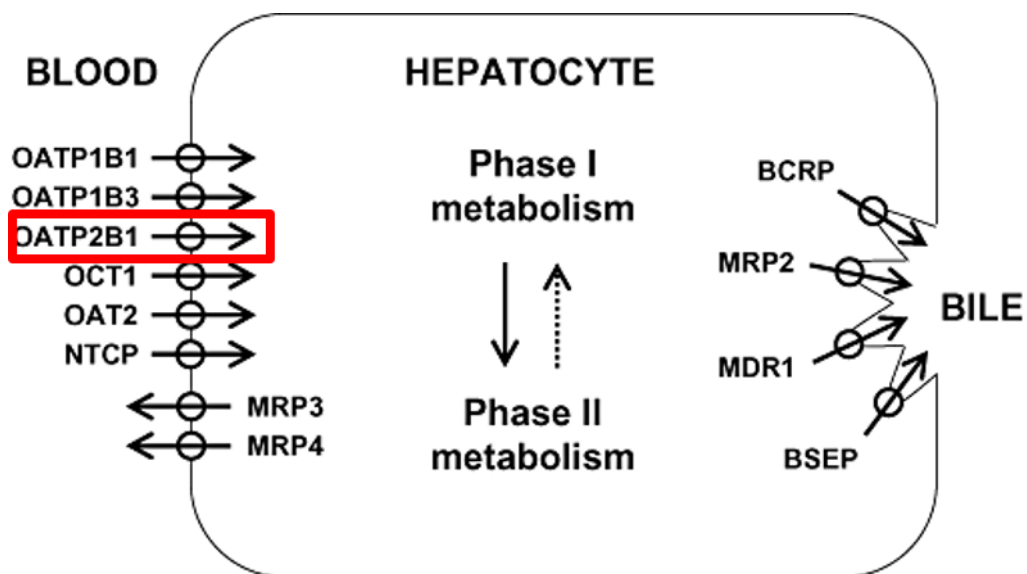 BLOOD
HEPATOCYTE
OATP1B1
OATP1B3
OATP2B1
OCT1
OAT2
NTCP
MRP3
MRP4
Phase I
metabolism
Phase II
metabolism
BCRP
MRP2
MDR1
BSEP
BILE